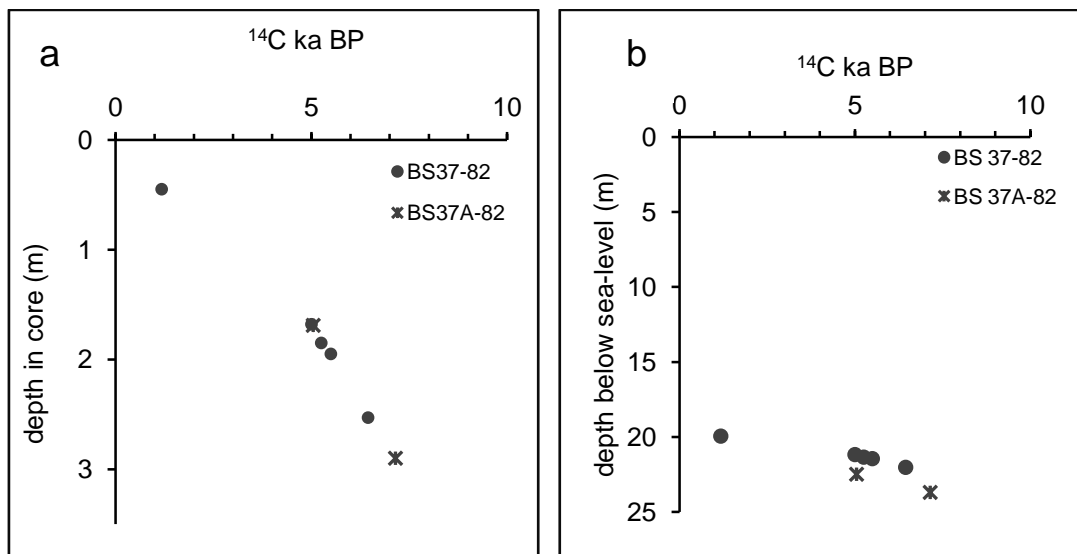 a
¹⁴C ka BP
0 5 10
0
BS37-82
BS37A-82
1
2
3
depth in core (m)
b
¹⁴C ka BP
0 5 10
0
BS 37-82
BS 37A-82
5
10
15
20
25
depth below sea-level (m)